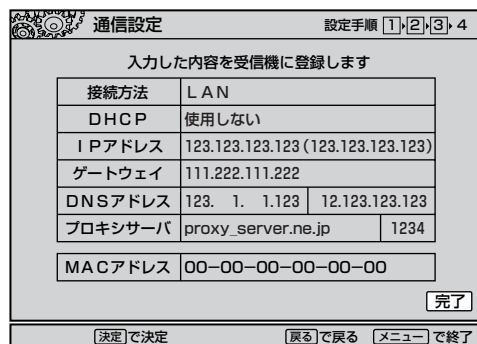 通信設定 設定手順 1 2 3 4
入力した内容を受信機に登録します
接続方法 LAN
DHCP 使用しない
IPアドレス 123.123.123.123(123.123.123.123)
ゲートウェイ 111.222.111.222
DNSアドレス 123. 1. 1.123 12.123.123.123
プロキシサーバ proxy_server.ne.jp 1234
MACアドレス 00-00-00-00-00-00
完了
決定で決定 戻るで戻る メニューで終了